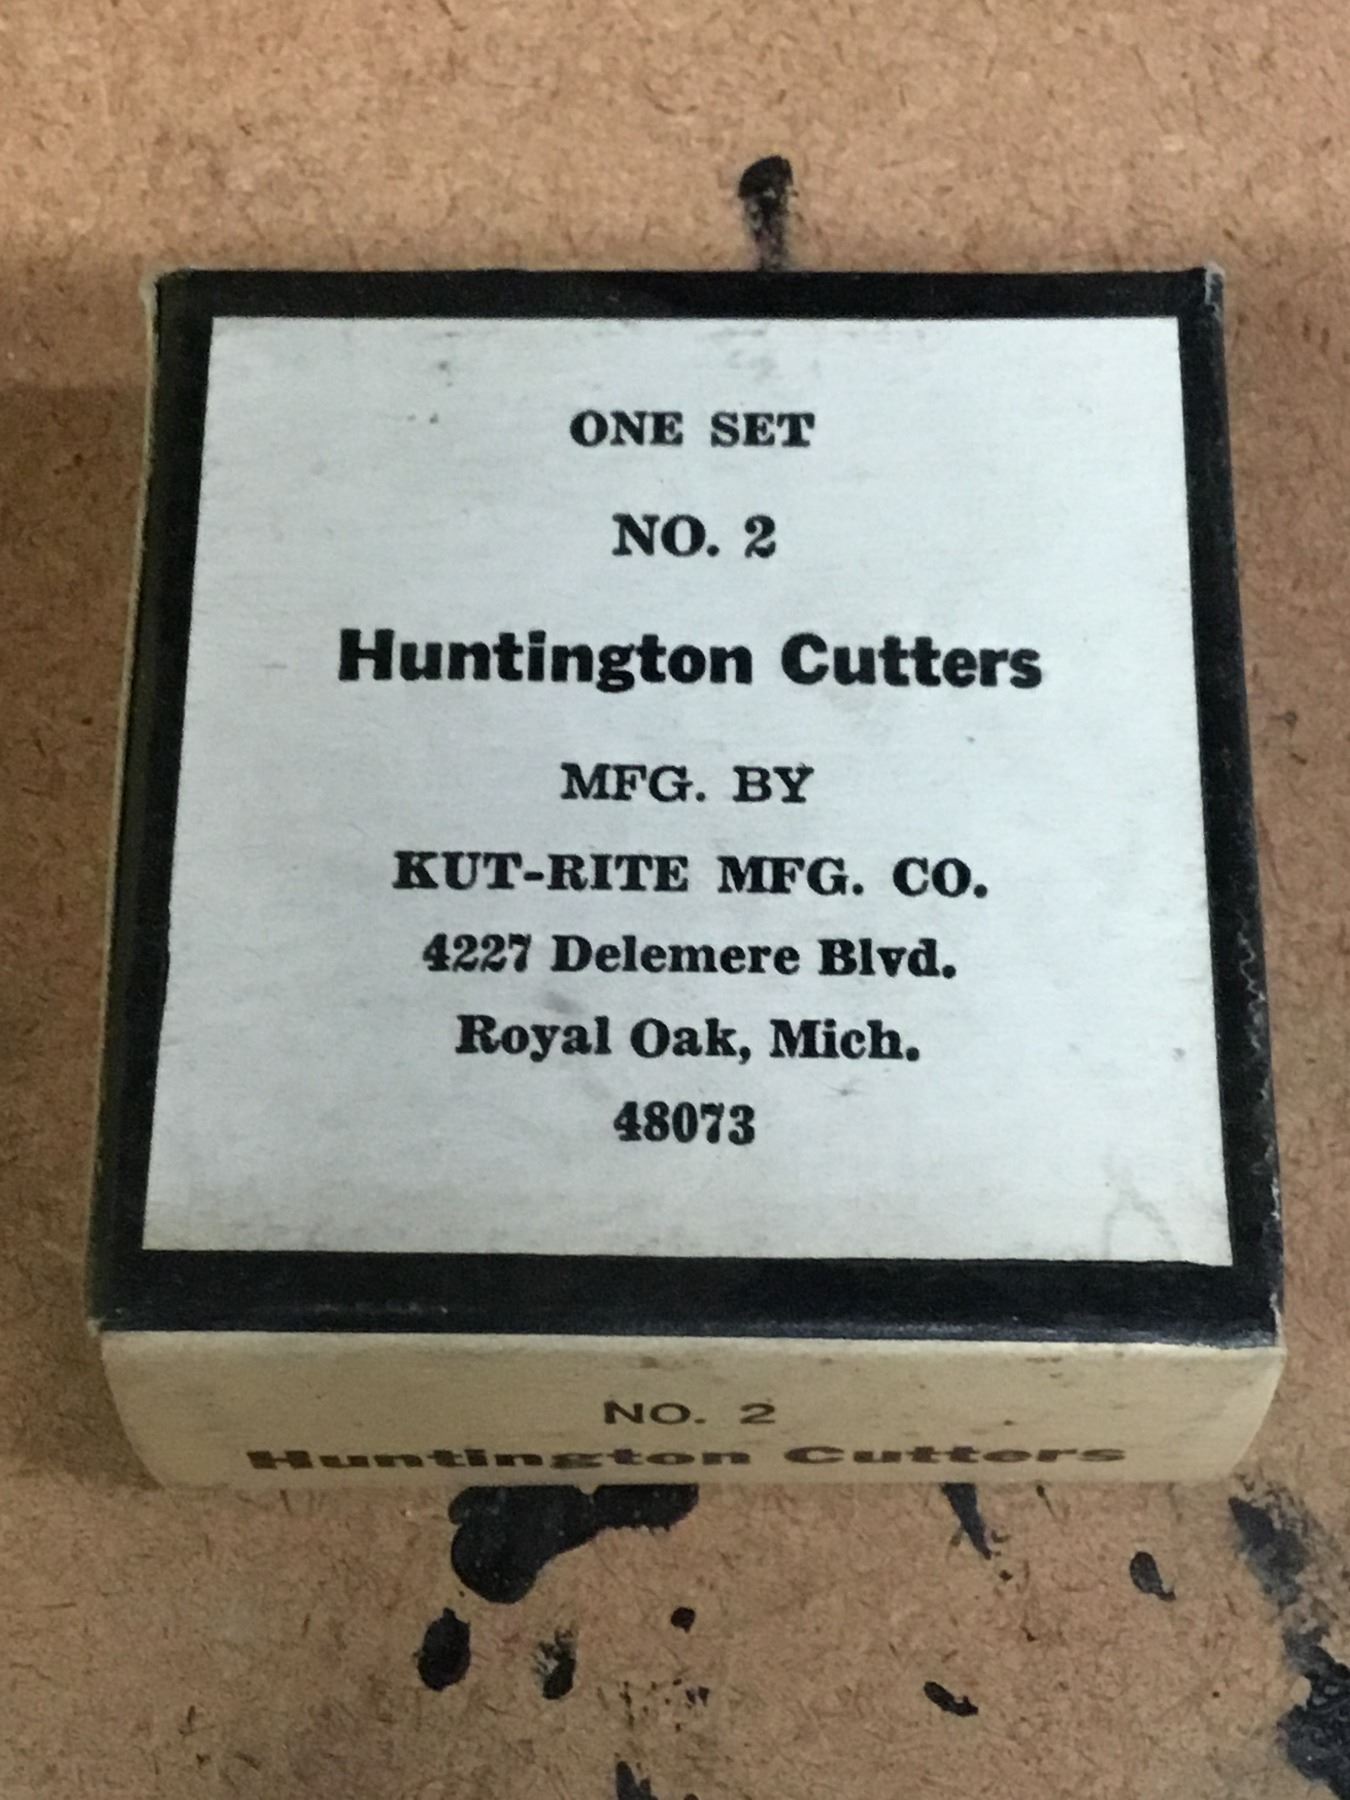 ONE SET
NO. 2
Huntington Cutters
MFG. BY
KUT-RITE MFG. CO.
4227 Delemere Blvd.
Royal Oak, Mich.
48073
NO. 2
Huntington Cutters